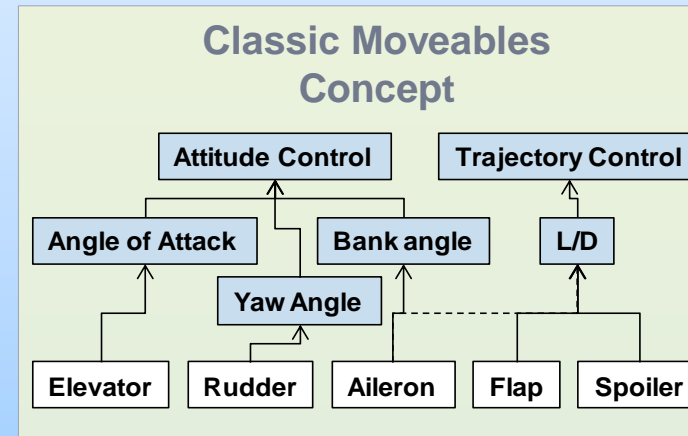 Classic Moveables
Concept
Attitude Control
Trajectory Control
Angle of Attack
Bank angle
L/D
Yaw Angle
Elevator
Rudder
Aileron
Flap
Spoiler